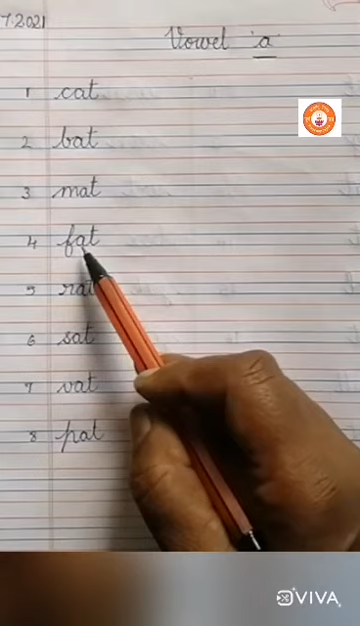 7.2021
Vowel 'a'
1 cat
2 bat
3 mat
4 fat
5 rat
6 sat
7 vat
8 pat
VIVA